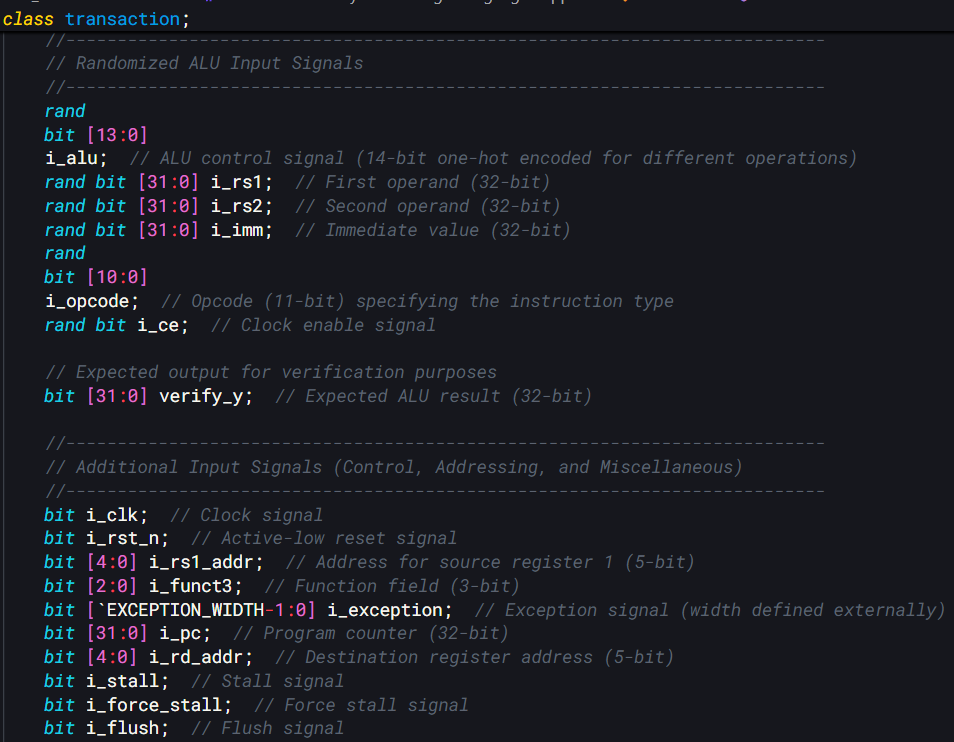 class transaction;
//--------------------------------------------------------------------------
// Randomized ALU Input Signals
//--------------------------------------------------------------------------
rand
bit [13:0]
i_alu;  // ALU control signal (14-bit one-hot encoded for different operations)
rand bit [31:0] i_rs1;  // First operand (32-bit)
rand bit [31:0] i_rs2;  // Second operand (32-bit)
rand bit [31:0] i_imm;  // Immediate value (32-bit)
rand
bit [10:0]
i_opcode;  // Opcode (11-bit) specifying the instruction type
rand bit i_ce;  // Clock enable signal
// Expected output for verification purposes
bit [31:0] verify_y;  // Expected ALU result (32-bit)
//--------------------------------------------------------------------------
// Additional Input Signals (Control, Addressing, and Miscellaneous)
//--------------------------------------------------------------------------
bit i_clk;  // Clock signal
bit i_rst_n;  // Active-low reset signal
bit [4:0] i_rs1_addr;  // Address for source register 1 (5-bit)
bit [2:0] i_funct3;  // Function field (3-bit)
bit [`EXCEPTION_WIDTH-1:0] i_exception;  // Exception signal (width defined externally)
bit [31:0] i_pc;  // Program counter (32-bit)
bit [4:0] i_rd_addr;  // Destination register address (5-bit)
bit i_stall;  // Stall signal
bit i_force_stall;  // Force stall signal
bit i_flush;  // Flush signal